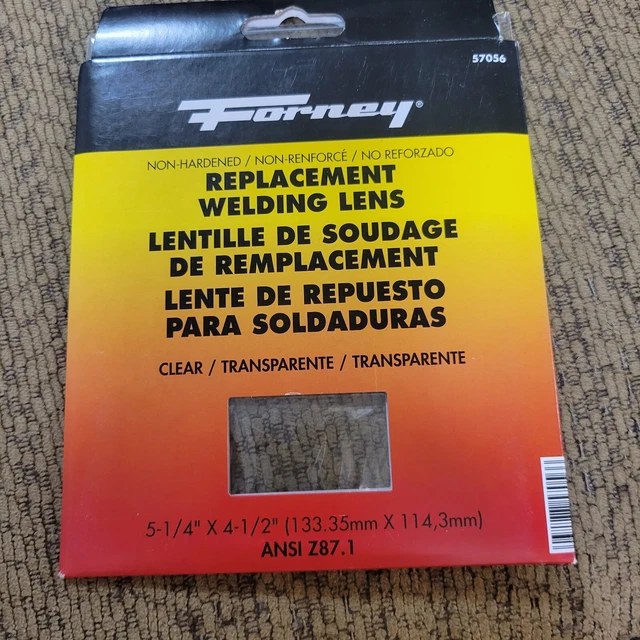 57056
Forney®
NON-HARDENED / NON-RENFORCÉ / NO REFORZADO
REPLACEMENT
WELDING LENS
LENTILLE DE SOUDAGE
DE REMPLACEMENT
LENTE DE REPUESTO
PARA SOLDADURAS
CLEAR / TRANSPARENTE / TRANSPARENTE
5-1/4" X 4-1/2" (133.35mm X 114,3mm)
ANSI Z87.1